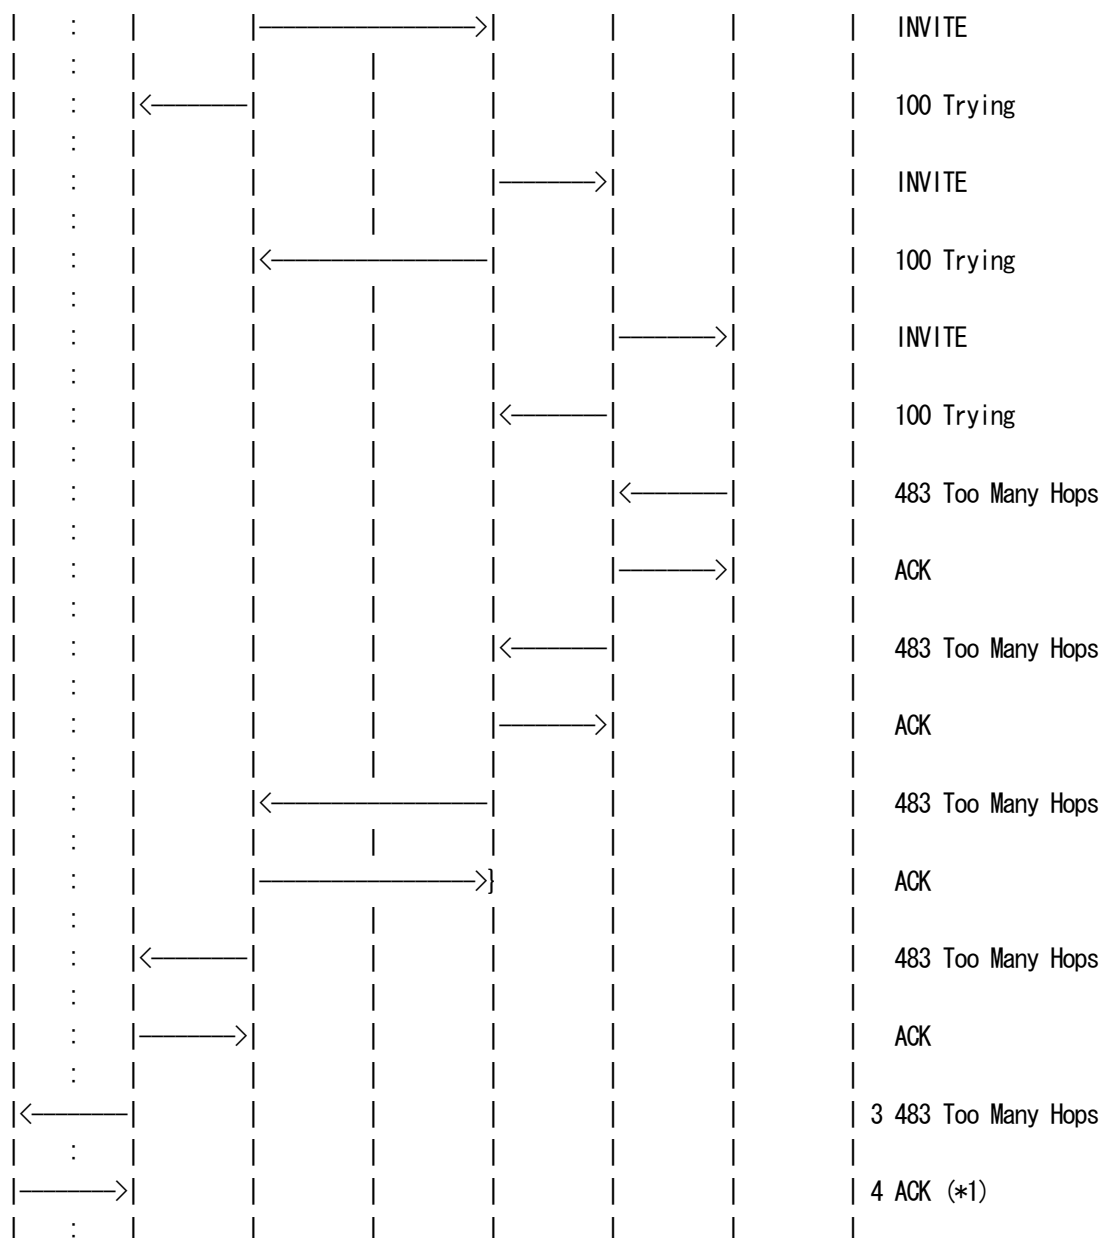 INVITE
100 Trying
INVITE
100 Trying
INVITE
100 Trying
483 Too Many Hops
ACK
483 Too Many Hops
ACK
483 Too Many Hops
ACK
483 Too Many Hops
ACK
3 483 Too Many Hops
4 ACK (*1)